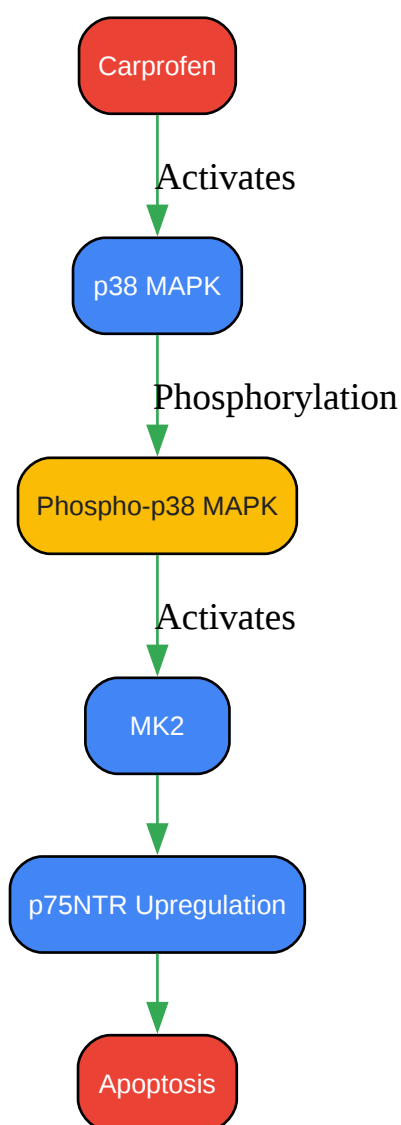 Carprofen
Activates
p38 MAPK
Phosphorylation
Phospho-p38 MAPK
Activates
MK2
p75NTR Upregulation
Apoptosis